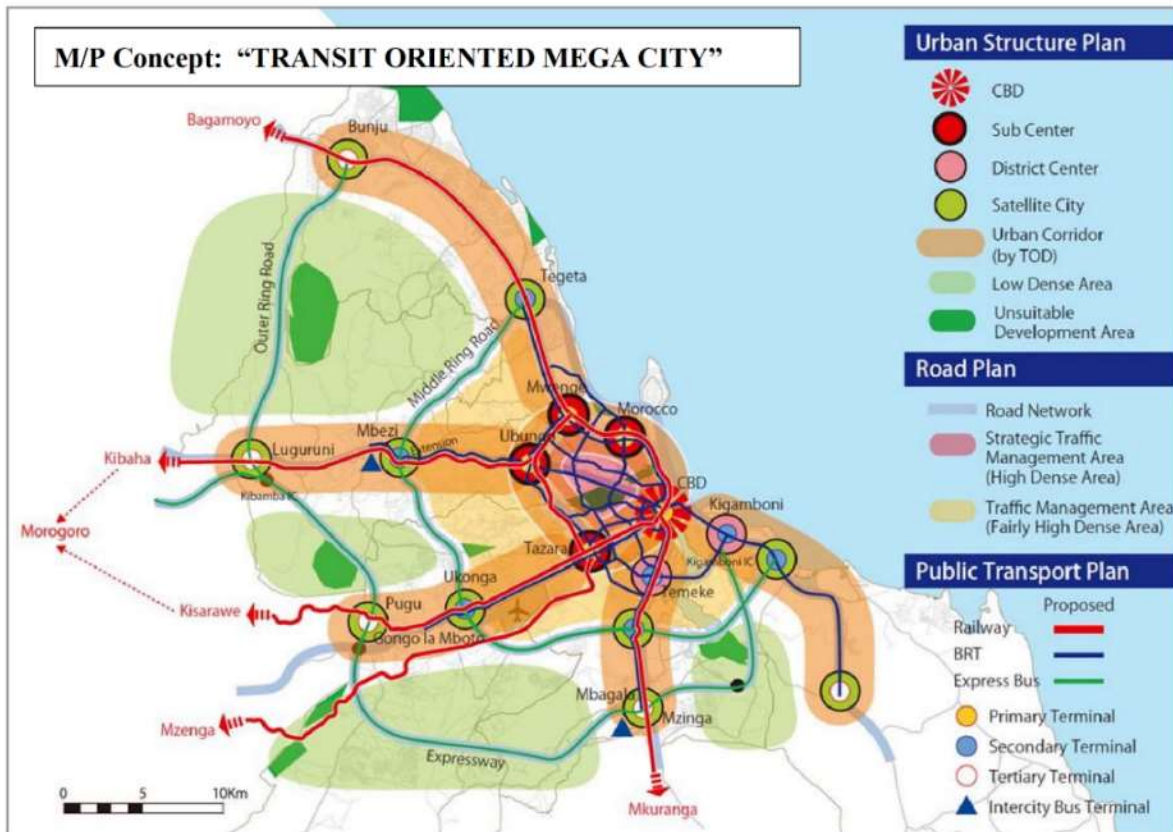 M/P Concept: “TRANSIT ORIENTED MEGA CITY”
Bagamoyo
Bunju
Outer Ring Road
Tegeta
Middle Ring Road
Mwenge
Morocco
Mbezi
Ubungo
Extension
Luguruni
Kibaha
Kibamba IC
CBD
Kigamboni
Morogoro
Tazara
Kigamboni IC
Ukonga
Temeke
Kisarawe
Pugu
Gongo la Mboto
Mbagala
Mzinga
Mzenga
Expressway
Mkuranga
0 5 10Km
Urban Structure Plan
CBD
Sub Center
District Center
Satellite City
Urban Corridor
(by TOD)
Low Dense Area
Unsuitable
Development Area
Road Plan
Road Network
Strategic Traffic
Management Area
(High Dense Area)
Traffic Management Area
(Fairly High Dense Area)
Public Transport Plan
Proposed
Railway
BRT
Express Bus
Primary Terminal
Secondary Terminal
Tertiary Terminal
Intercity Bus Terminal